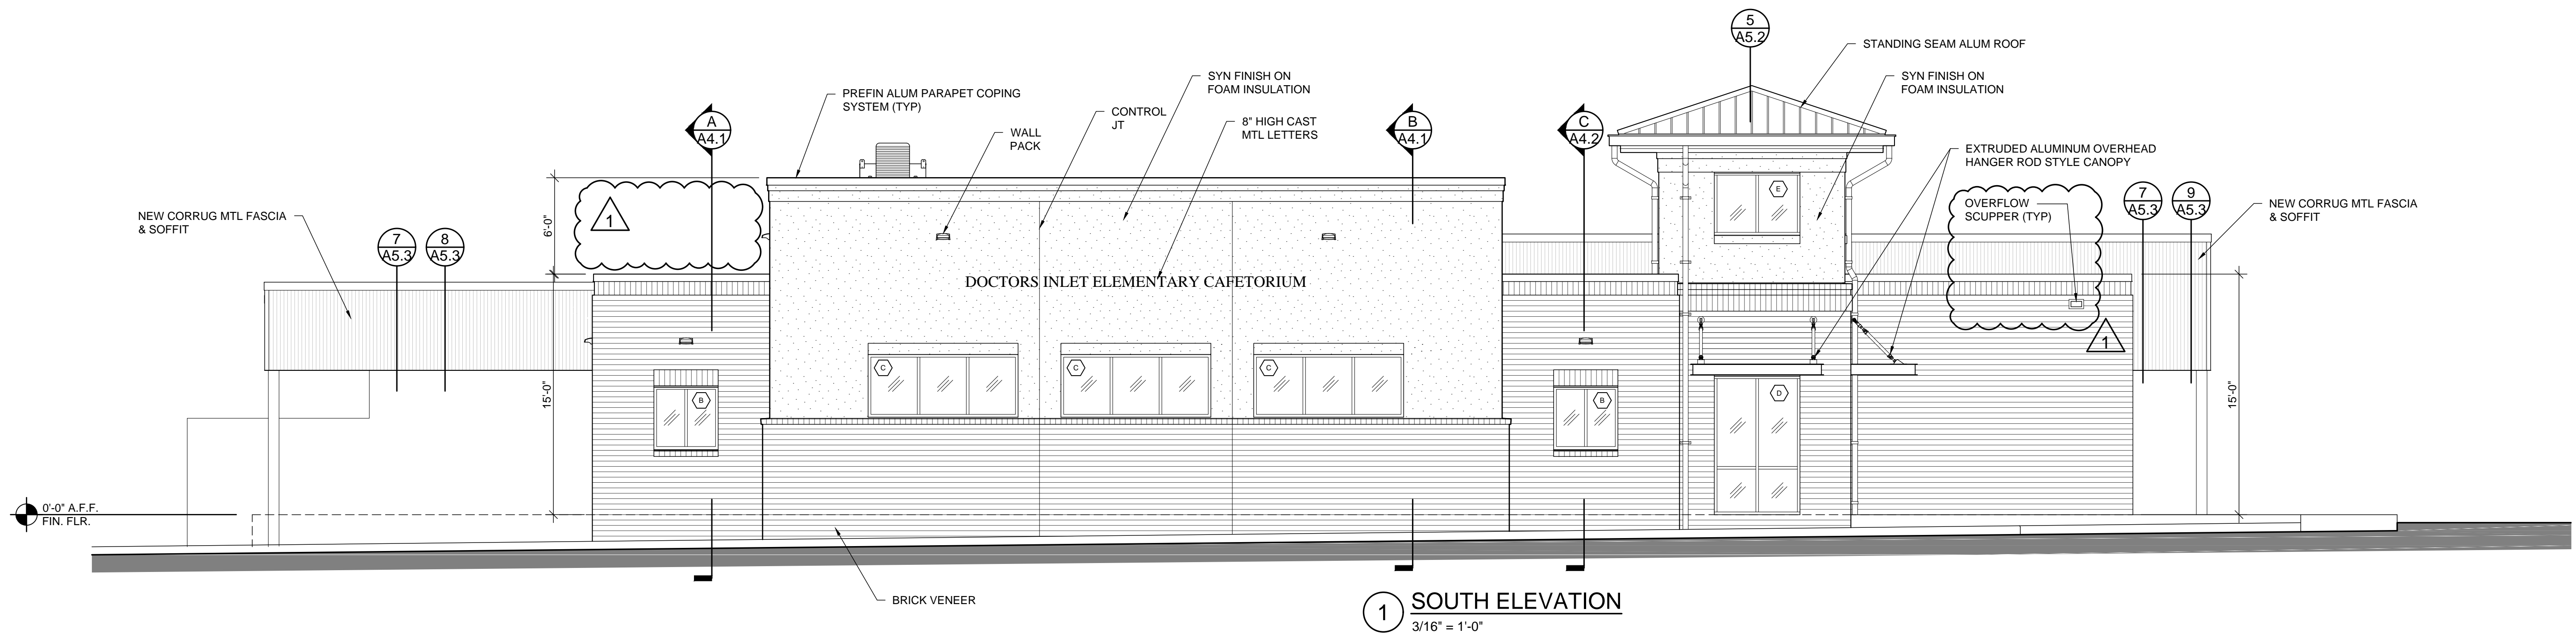 5
A5.2
STANDING SEAM ALUM ROOF
SYN FINISH ON
FOAM INSULATION
SYN FINISH ON
FOAM INSULATION
PREFIN ALUM PARAPET COPING
SYSTEM (TYP)
CONTROL
JT
8" HIGH CAST
MTL LETTERS
WALL
PACK
A
A4.1
B
A4.1
C
A4.2
EXTRUDED ALUMINUM OVERHEAD
HANGER ROD STYLE CANOPY
E
OVERFLOW
SCUPPER (TYP)
7
A5.3
9
A5.3
NEW CORRUG MTL FASCIA
& SOFFIT
NEW CORRUG MTL FASCIA
& SOFFIT
7
A5.3
8
A5.3
6'-0"
1
DOCTORS INLET ELEMENTARY CAFETORIUM
1
C
C
C
B
B
D
15'-0"
15'-0"
0'-0" A.F.F.
FIN. FLR.
BRICK VENEER
1
SOUTH ELEVATION
3/16" = 1'-0"